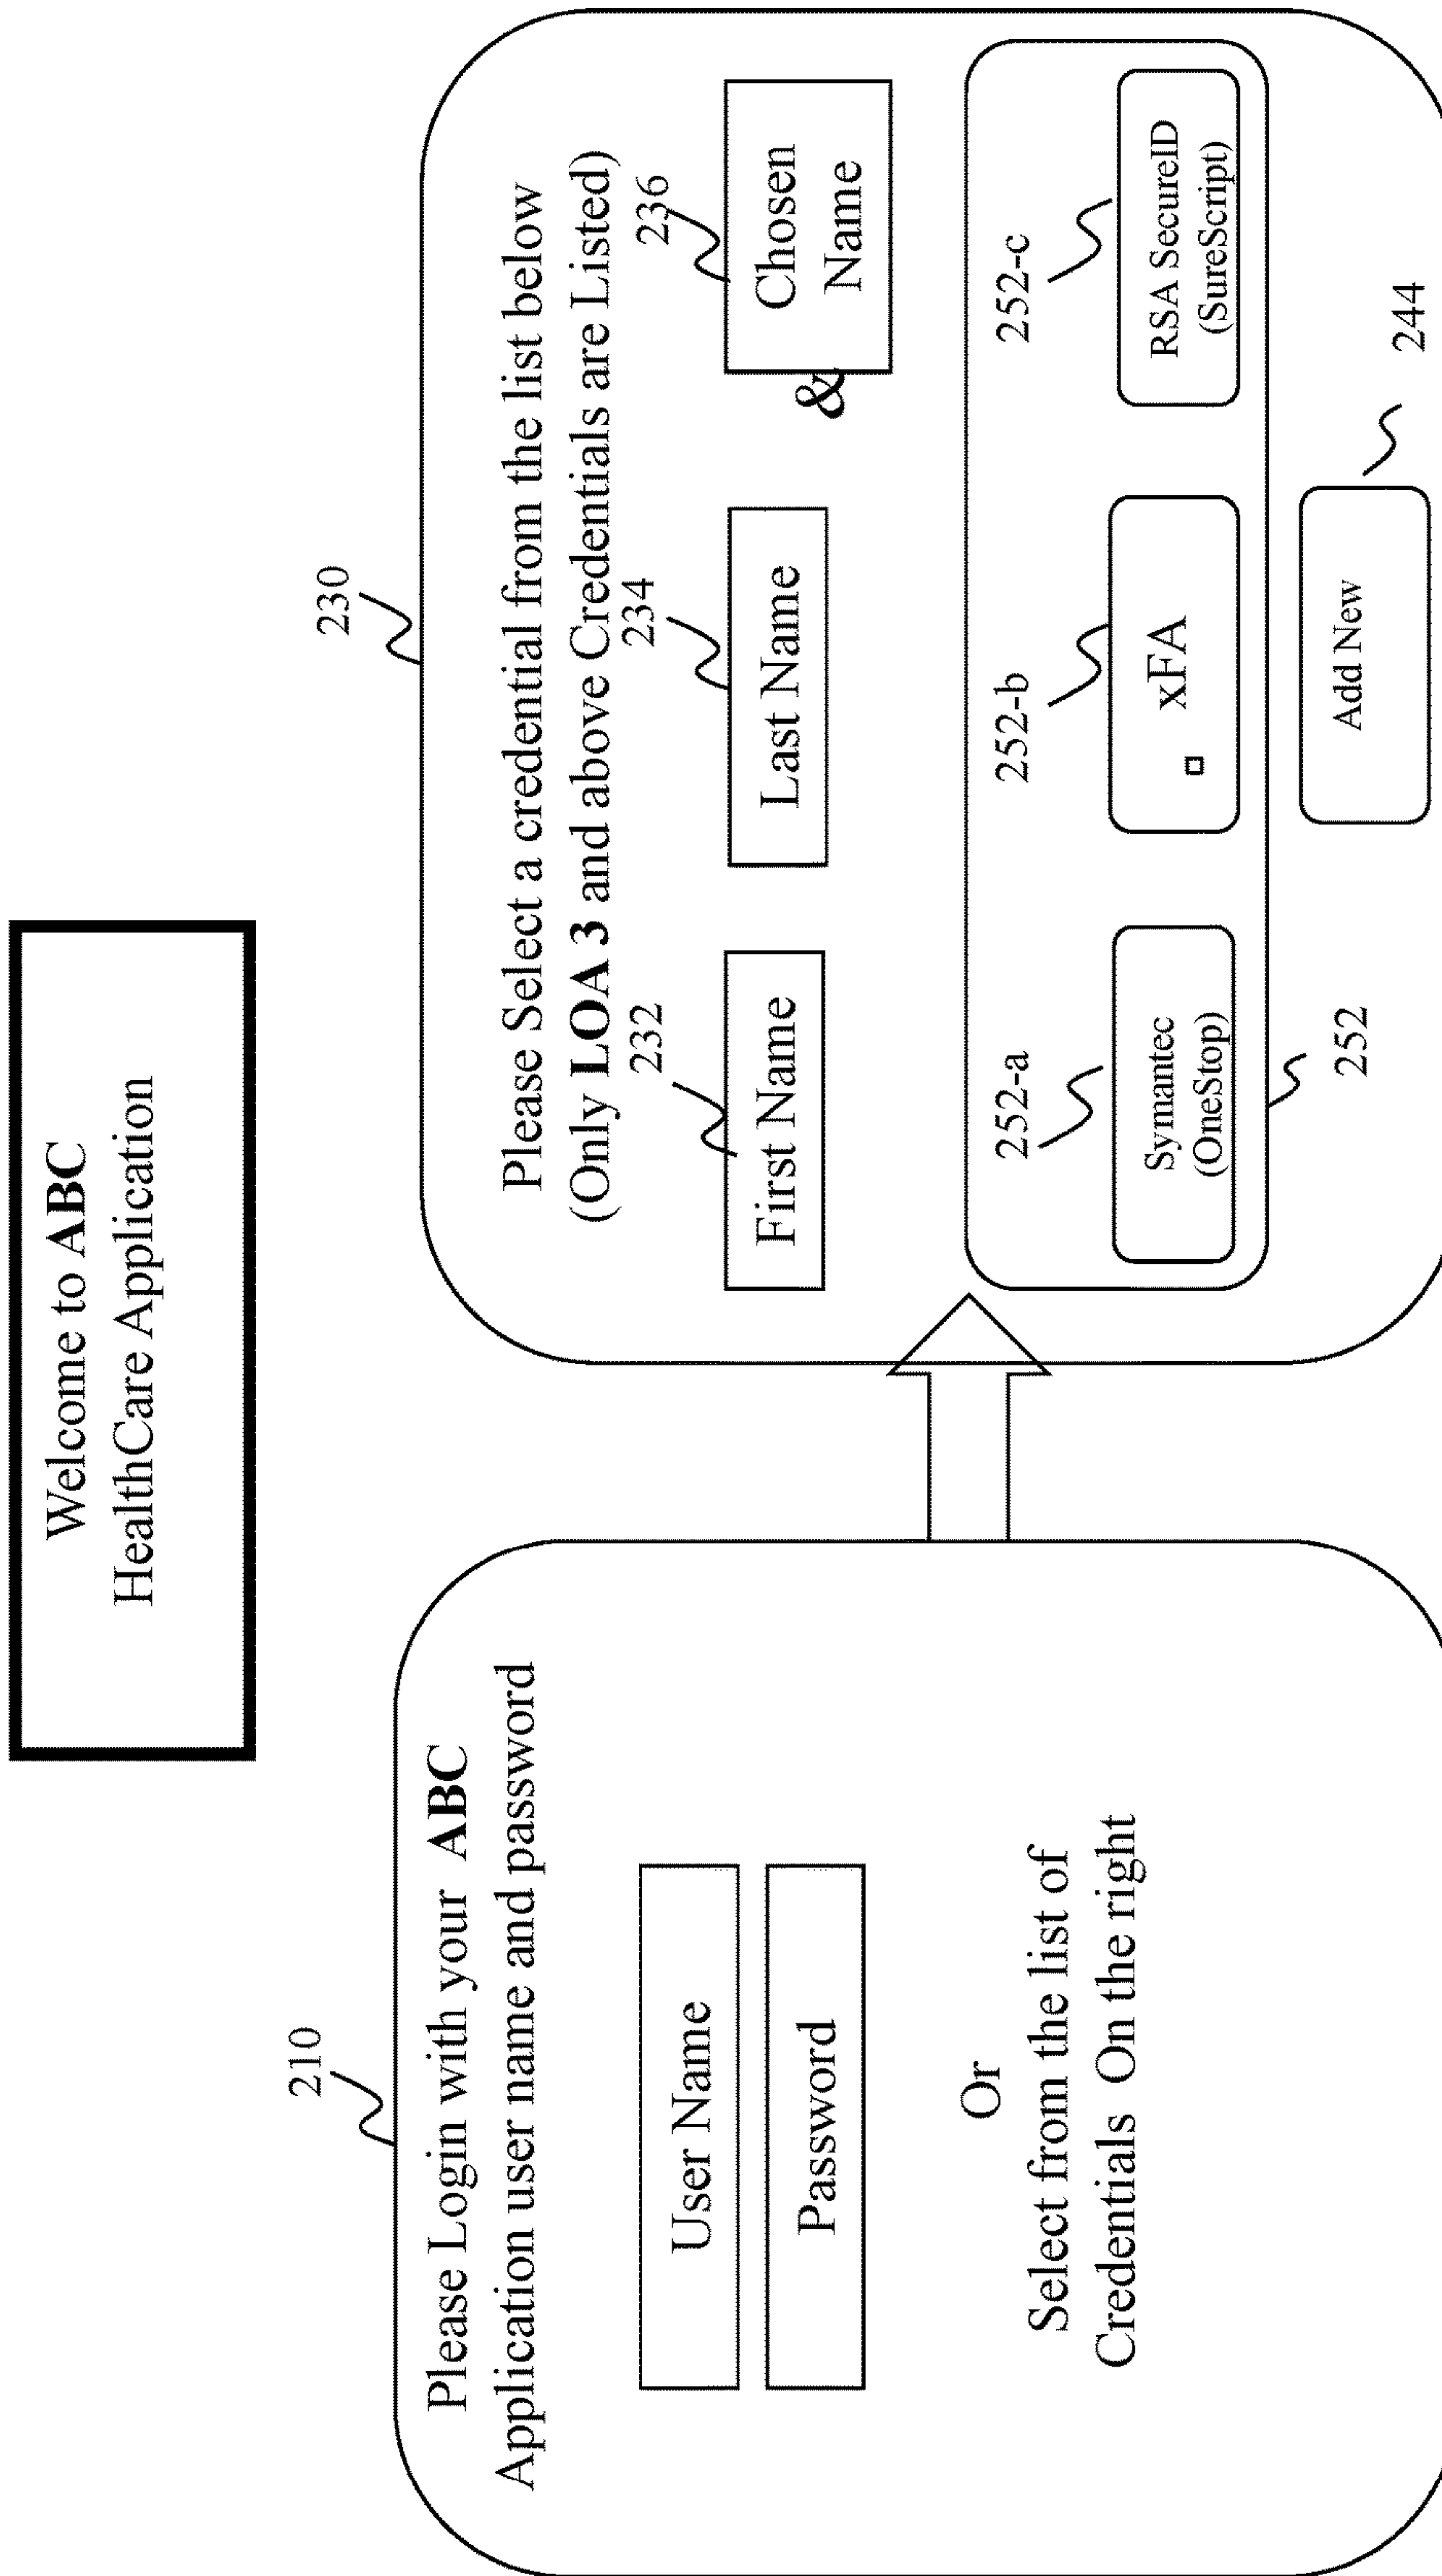 Welcome to ABC
HealthCare Application
210
Please Login with your ABC
Application user name and password
User Name
Password
Or
Select from the list of
Credentials On the right
230
Please Select a credential from the list below
(Only LOA 3 and above Credentials are Listed)
232
234
236
First Name
Last Name
&
Chosen
Name
252-a
252-b
252-c
Symantec
(OneStop)
xFA
RSA SecureID
(SureScript)
252
Add New
244